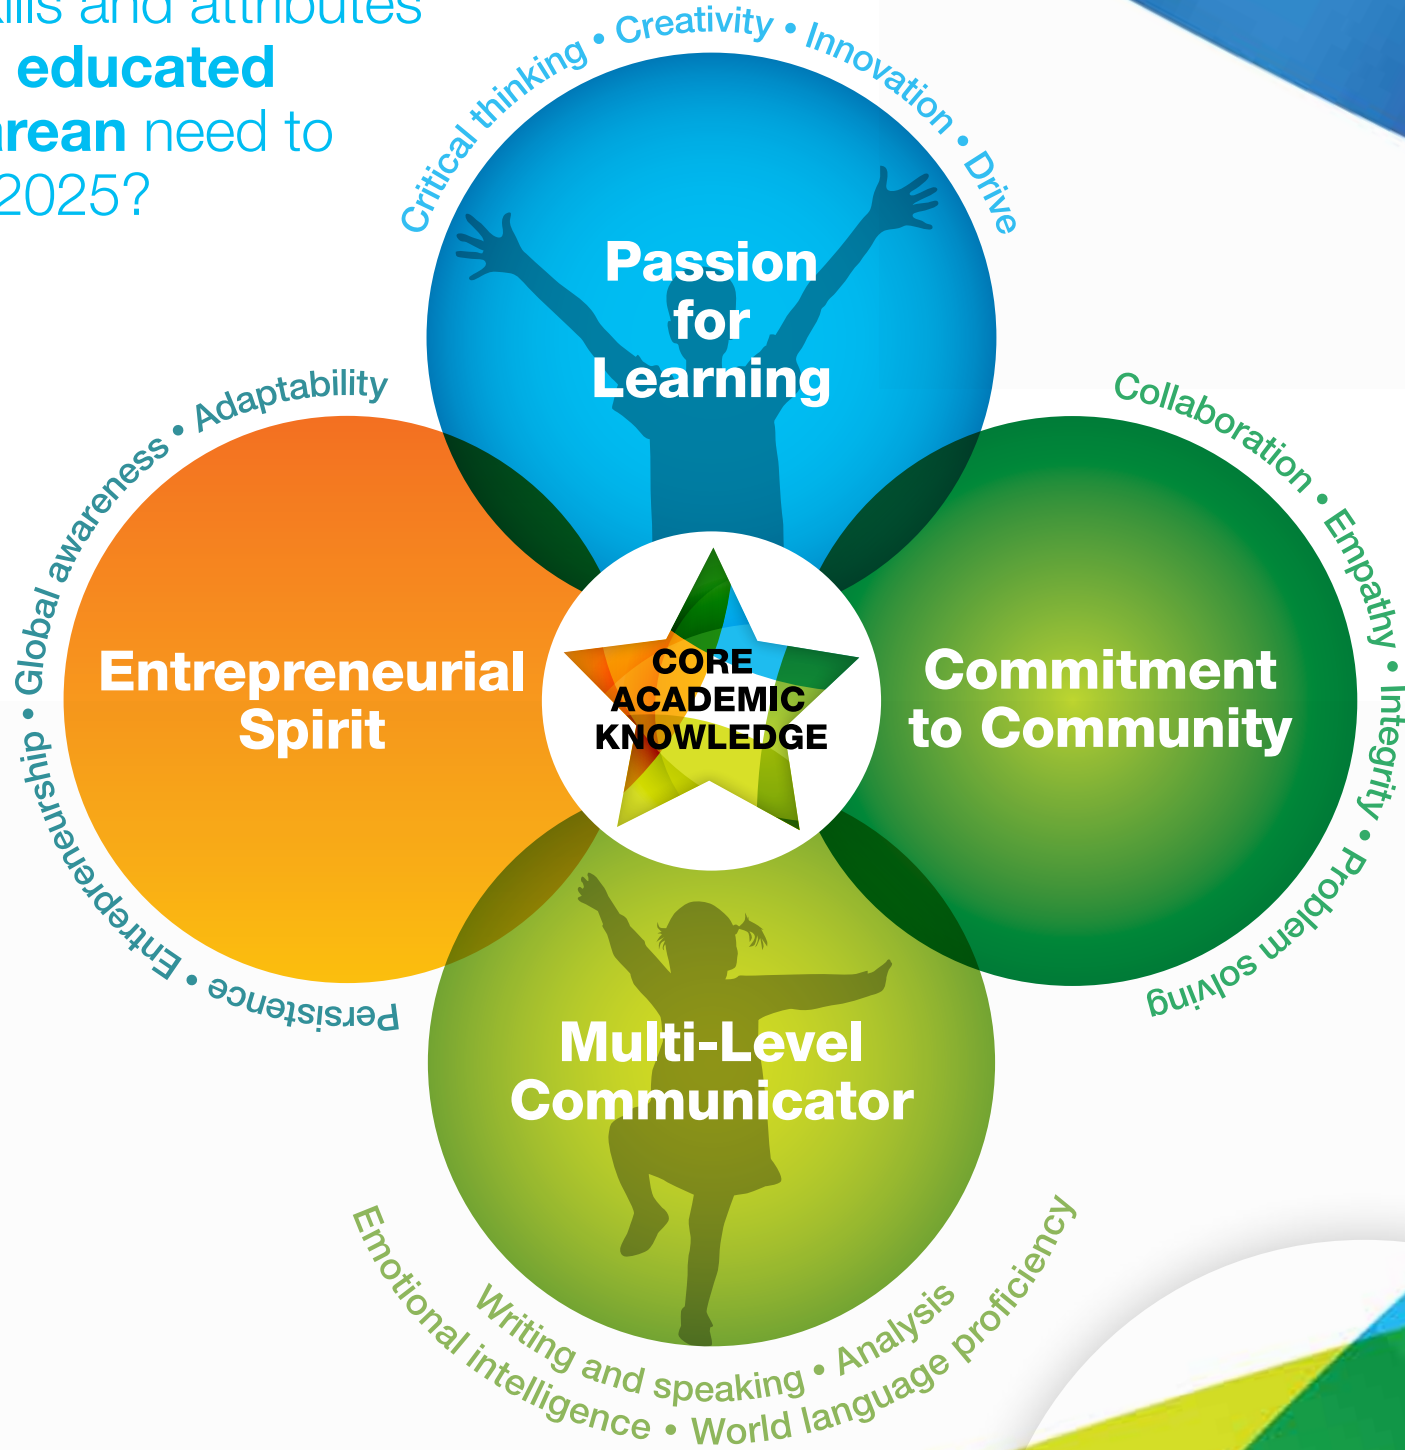 and attributes
educated
need to
2025?
Critical thinking • Creativity • Innovation • Drive
Passion
for
Learning
Persistence • Entrepreneurship • Global awareness • Adaptability
Entrepreneurial
Spirit
CORE
ACADEMIC
KNOWLEDGE
Collaboration • Empathy • Integrity • Problem solving
Commitment
to Community
Multi-Level
Communicator
Writing and speaking • Analysis
Emotional intelligence • World language proficiency